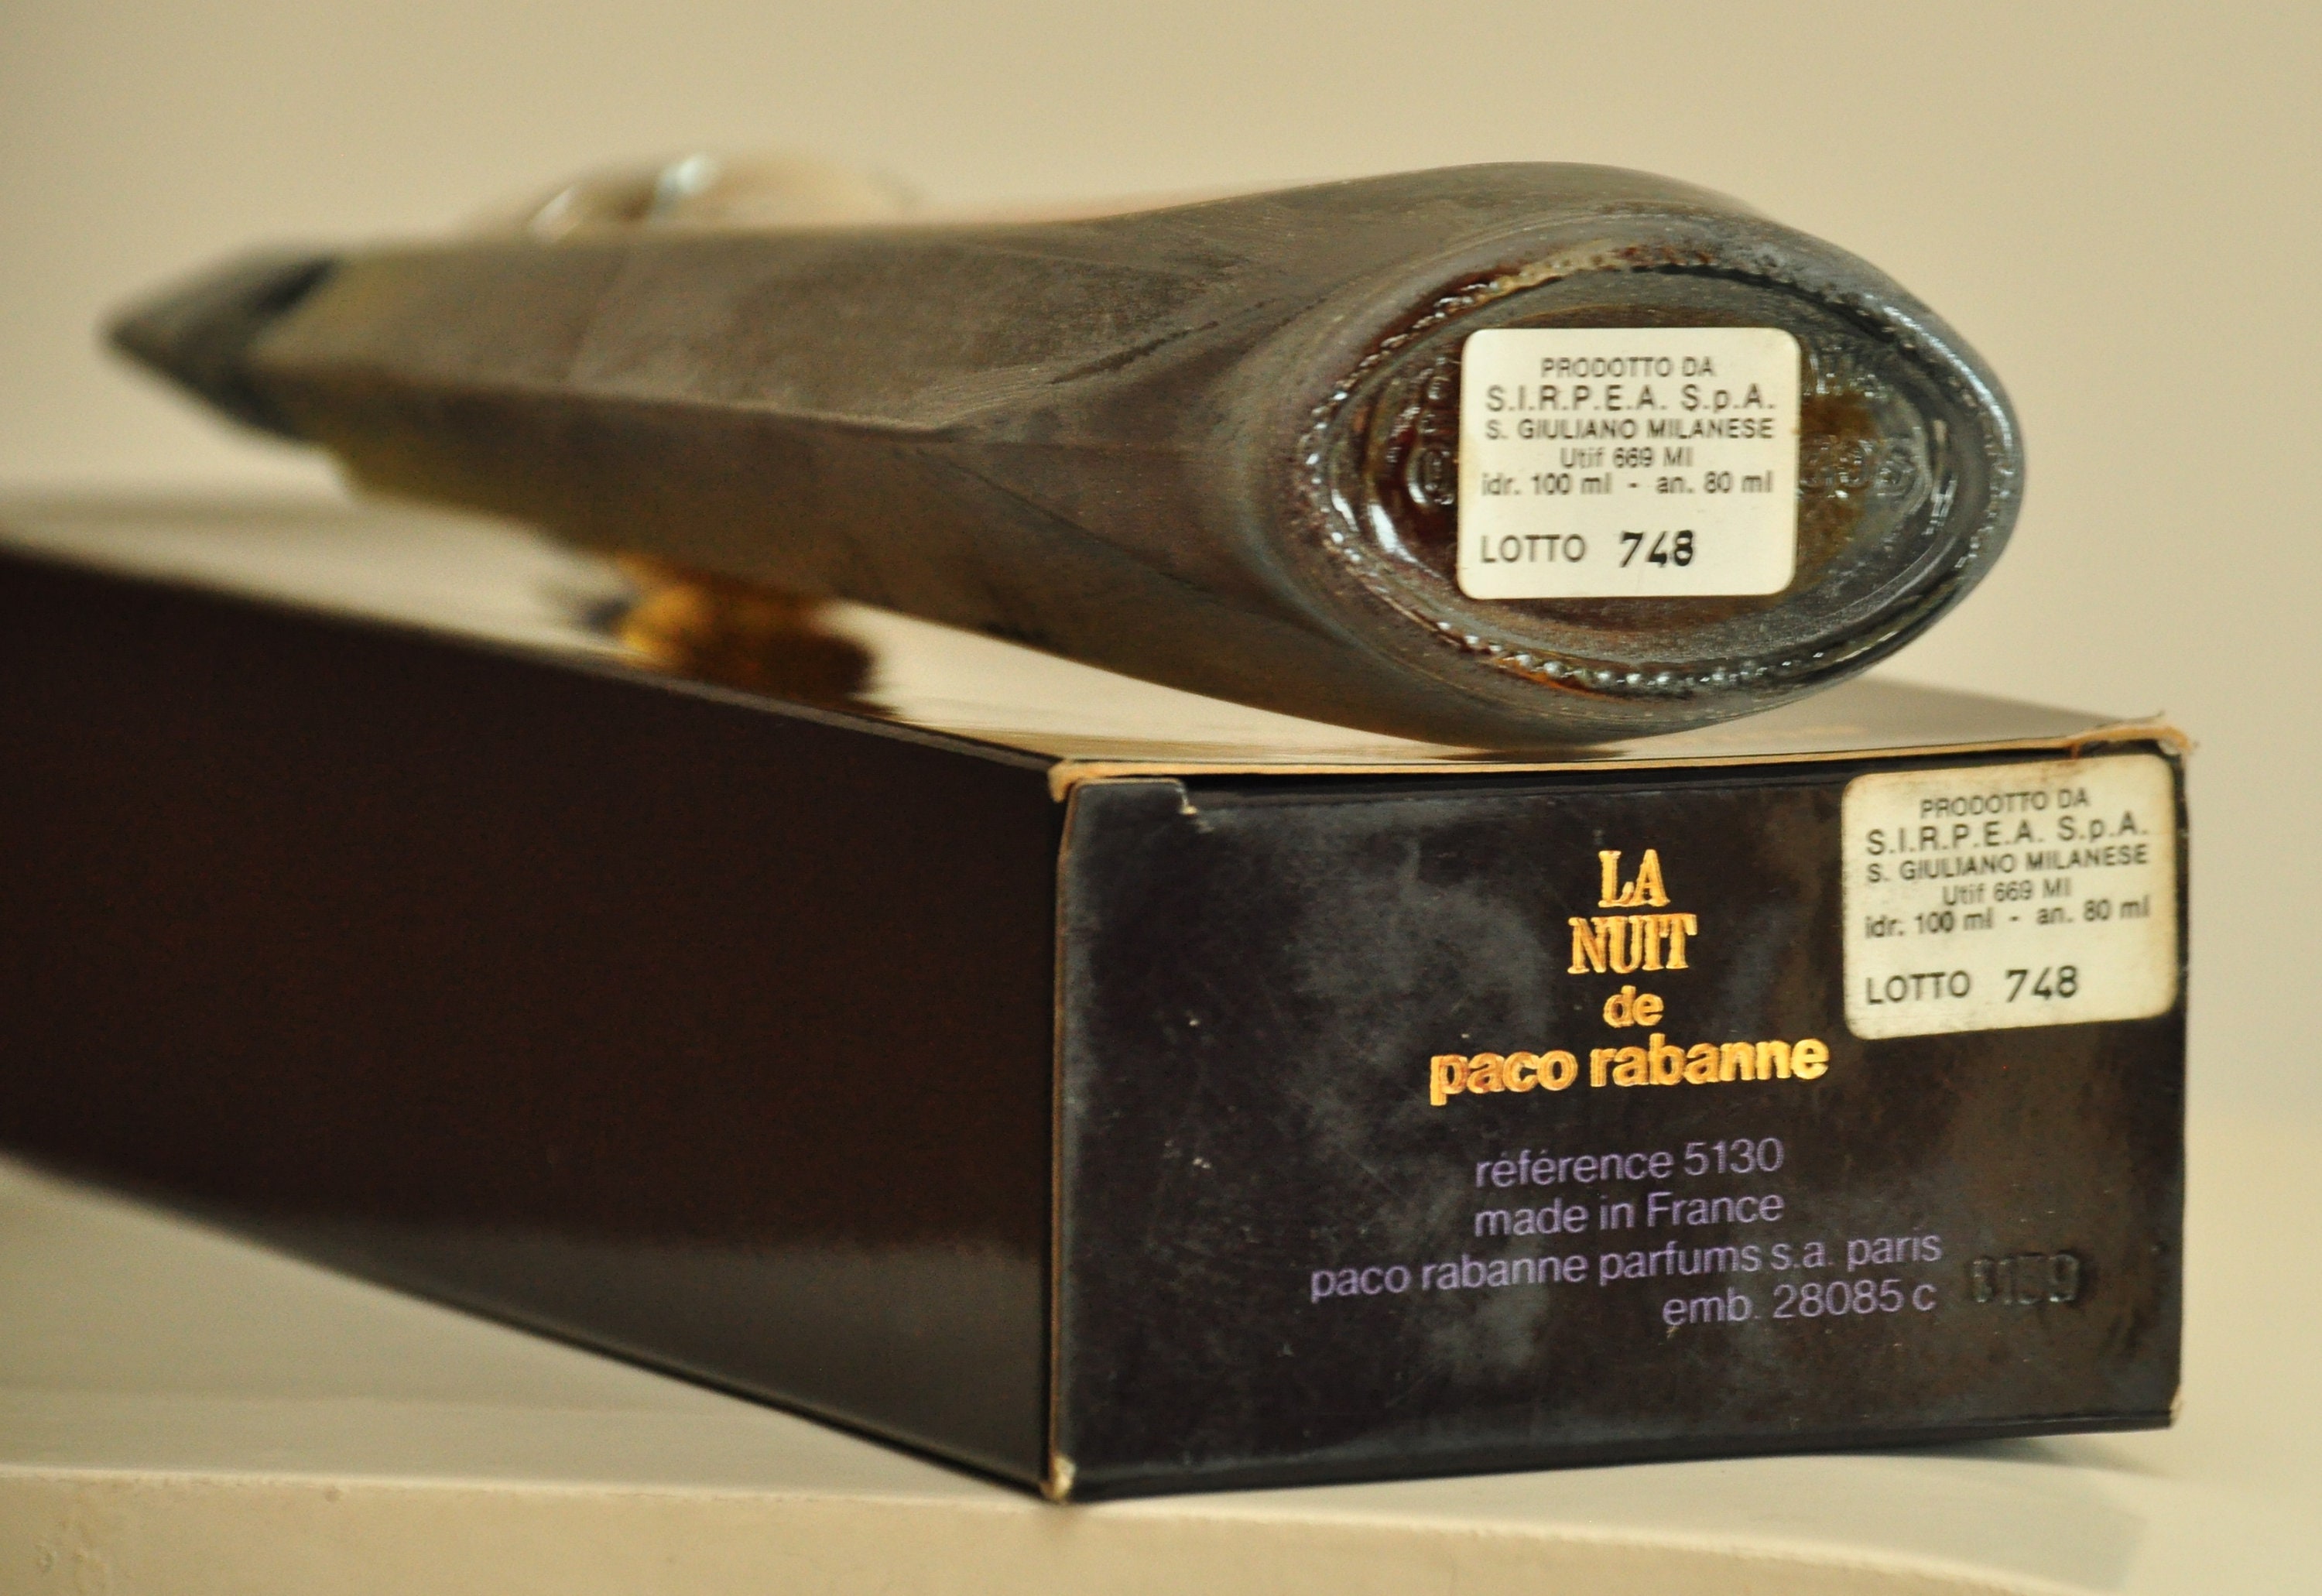 PRODOTTO DA
S.I.R.P.E.A. S.p.A.
S. GIULIANO MILANESE
Utif 669 MI
idr. 100 ml - an. 80 ml
LOTTO 748
PRODOTTO DA
S.I.R.P.E.A. S.p.A.
S. GIULIANO MILANESE
Utif 669 MI
idr. 100 ml - an. 80 ml
LOTTO 748
LA
NUIT
de
paco rabanne
référence 5130
made in France
paco rabanne parfums s.a. paris
emb. 28085 c